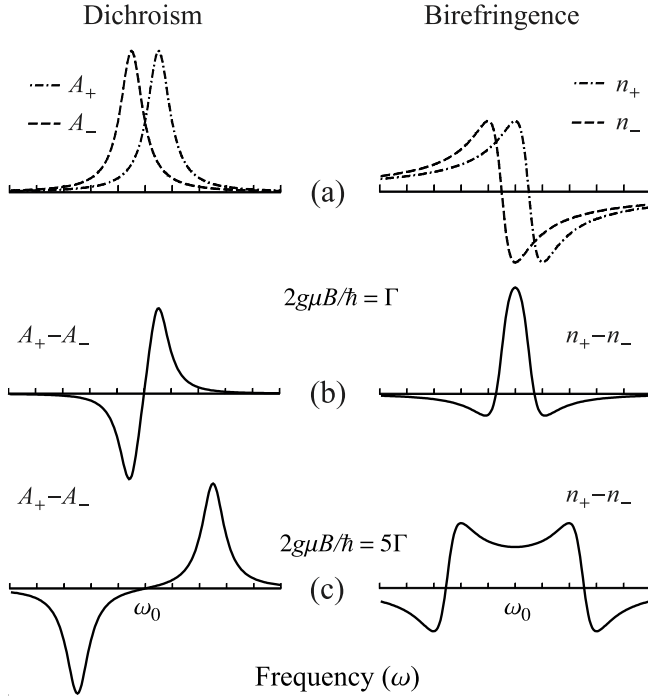 Dichroism
Birefringence
A₊
A₋
n₊
n₋
(a)
2gμB/ħ = Γ
A₊−A₋
n₊−n₋
(b)
A₊−A₋
n₊−n₋
2gμB/ħ = 5Γ
(c)
ω₀
ω₀
Frequency (ω)